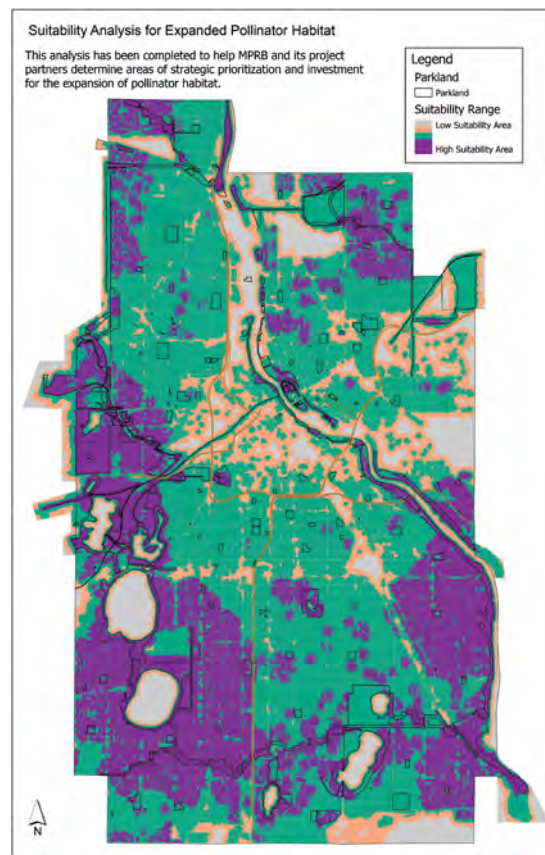 Suitability Analysis for Expanded Pollinator Habitat
This analysis has been completed to help MPRB and its project
partners determine areas of strategic prioritization and investment
for the expansion of pollinator habitat.
Legend
Parkland
Parkland
Suitability Range
Low Suitability Area
High Suitability Area
N